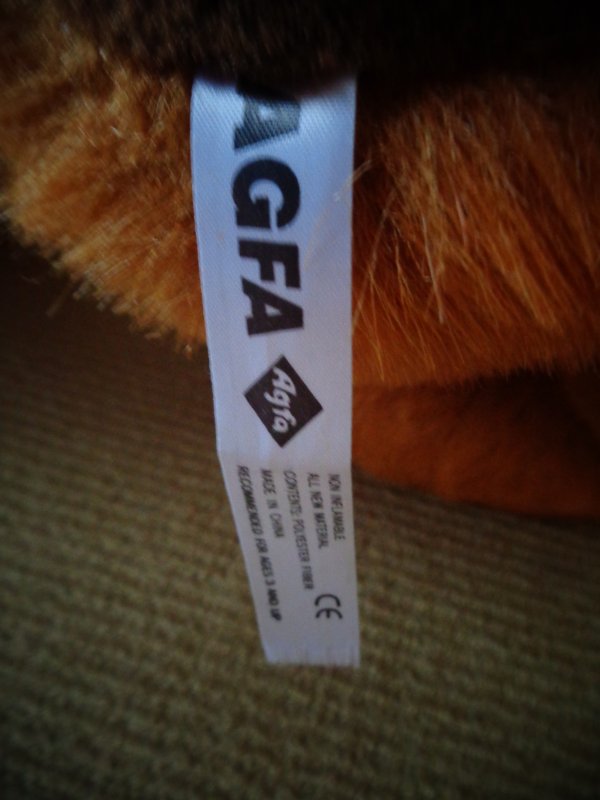 AGFA
Agfa
NON INFLAMABLE
ALL NEW MATERIAL
CONTENTS: POLYESTER FIBER
MADE IN CHINA
RECOMMENDED FOR AGES 3 AND UP
CE